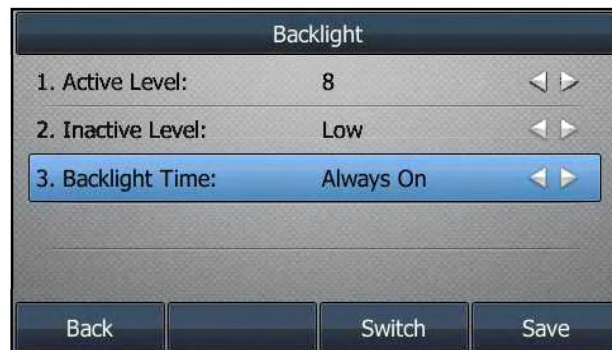 Backlight
1. Active Level: 8
2. Inactive Level: Low
3. Backlight Time: Always On
Back Switch Save